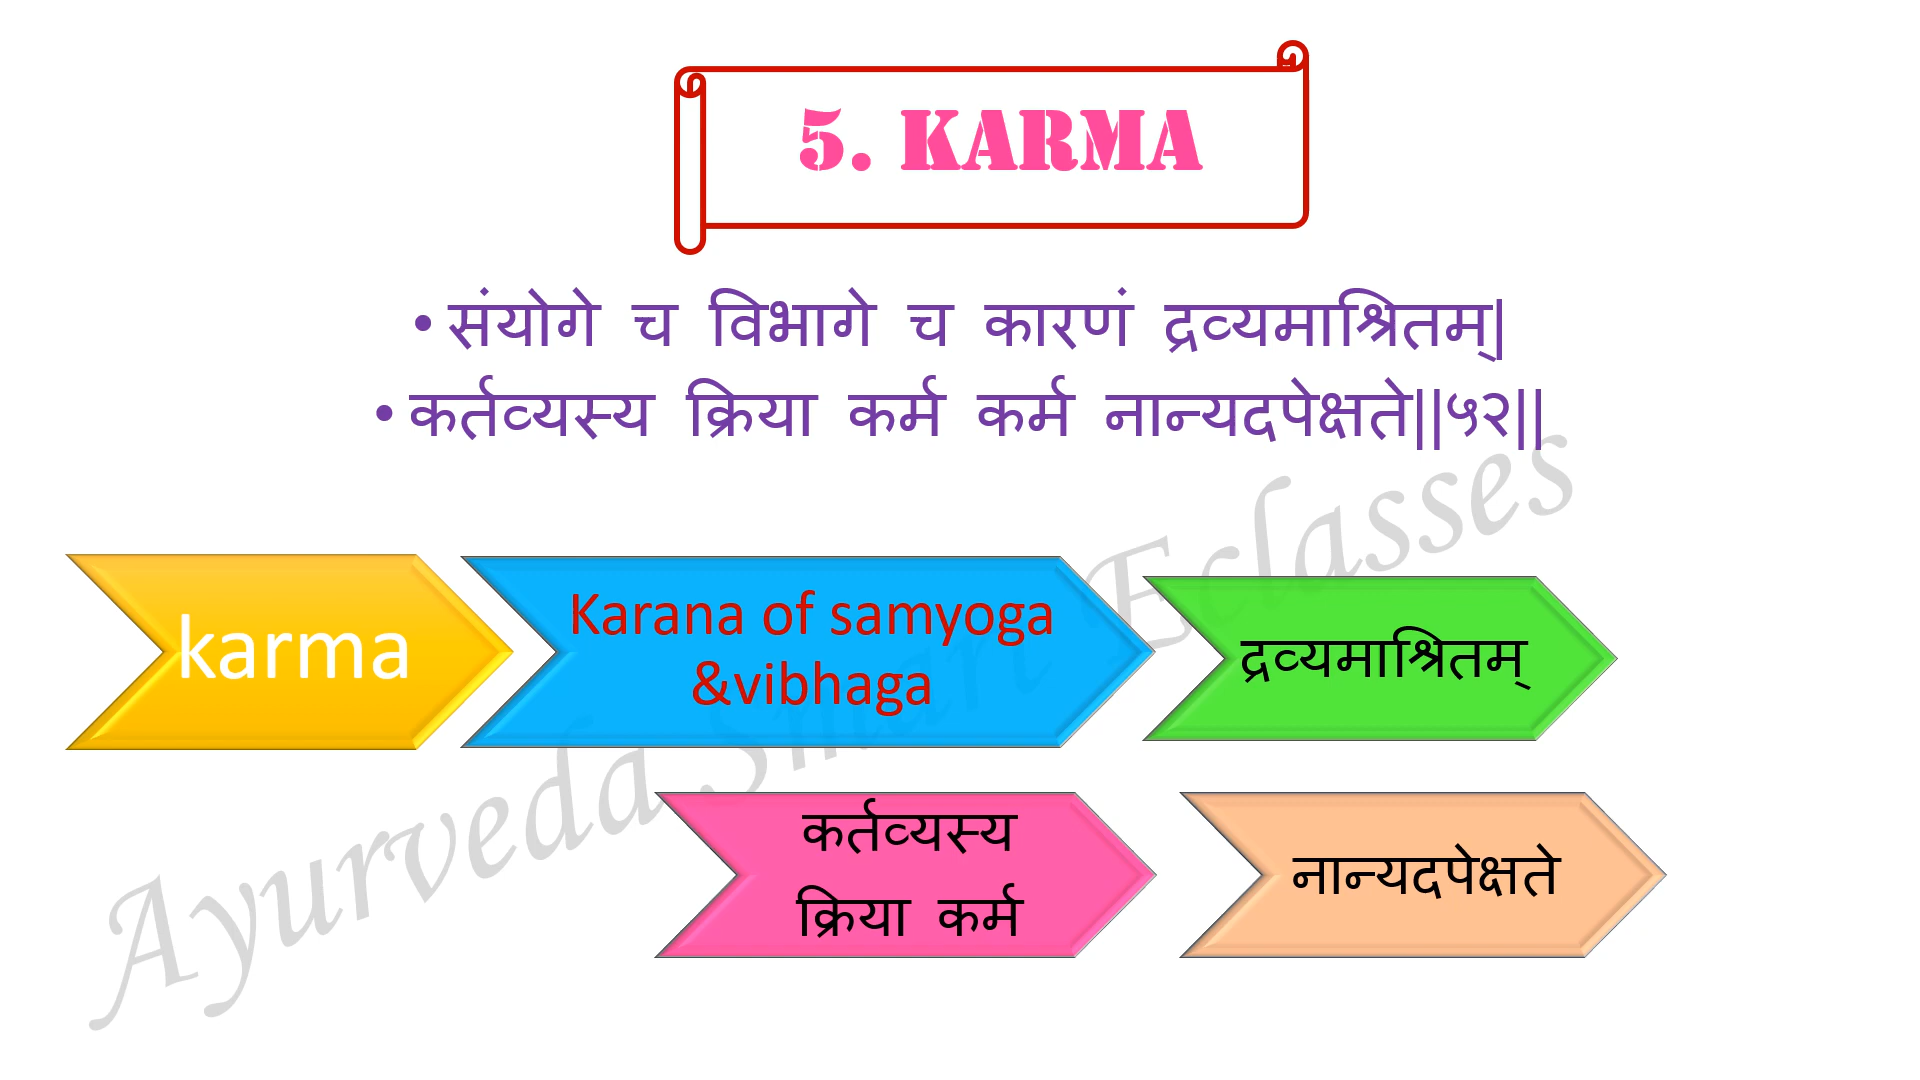 5. KARMA
• संयोगे च विभागे च कारणं द्रव्यमाश्रितम्|
• कर्तव्यस्य क्रिया कर्म कर्म नान्यदपेक्षते||५२||
karma
Karana of samyoga
&vibhaga
द्रव्यमाश्रितम्
कर्तव्यस्य
क्रिया कर्म
नान्यदपेक्षते
Ayurveda Smart Eclasses